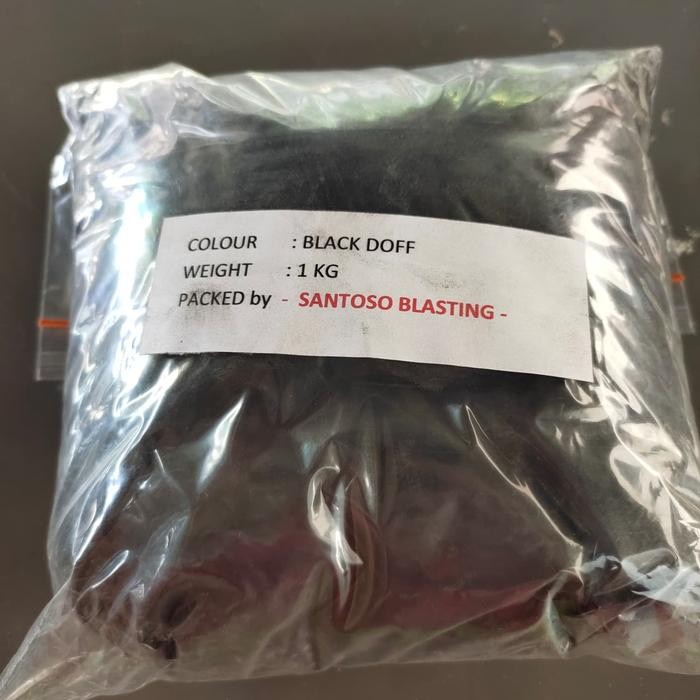 COLOUR : BLACK DOFF
WEIGHT : 1 KG
PACKED by - SANTOSO BLASTING -